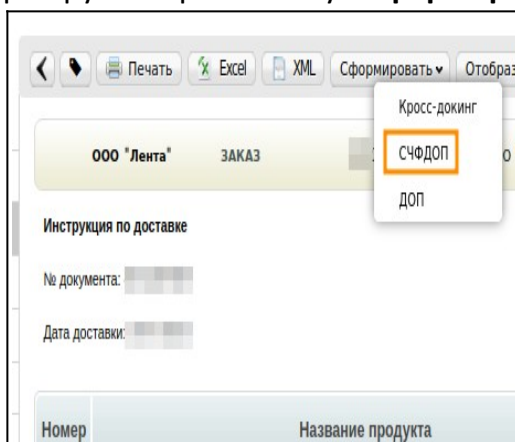 Печать Excel XML Сформировать
Кросс-докинг
СЧФДОП
ДОП
ООО "Лента" ЗАКАЗ
Инструкция по доставке
№ документа:
Дата доставки:
Номер Название продукта